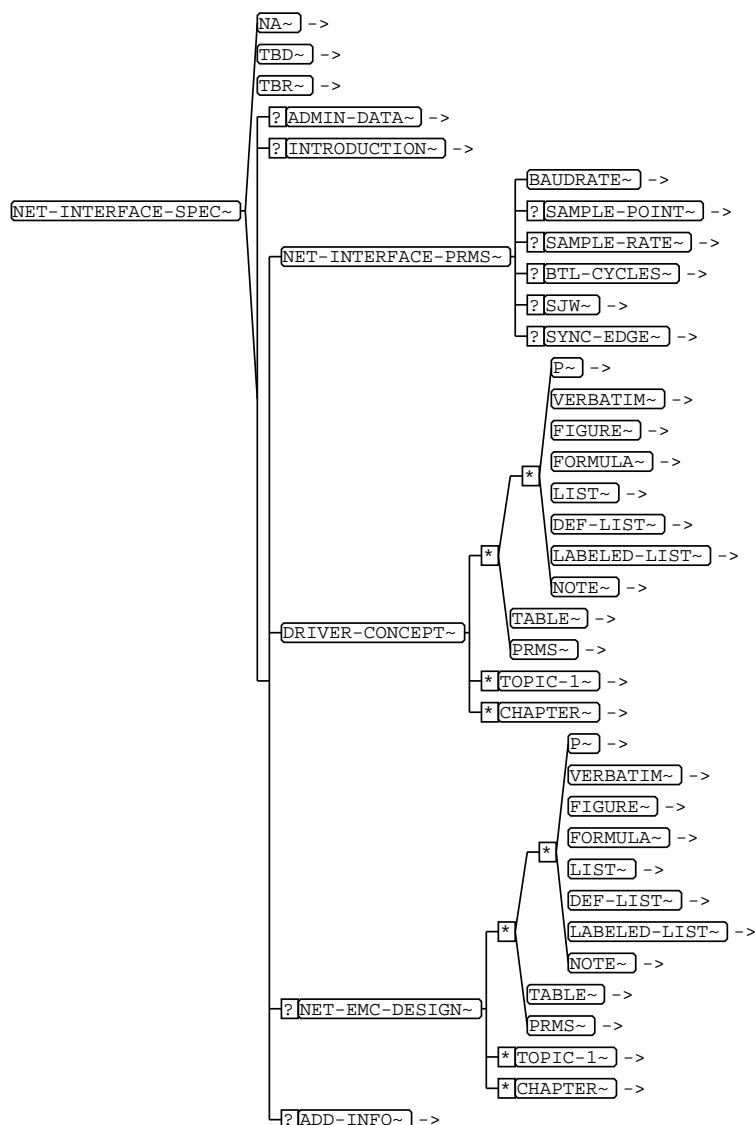 NA~ ->
TBD~ ->
TBR~ ->
? ADMIN-DATA~ ->
? INTRODUCTION~ ->
BAUDRATE~ ->
NET-INTERFACE-SPEC~
? SAMPLE-POINT~ ->
? SAMPLE-RATE~ ->
NET-INTERFACE-PRMS~
? BTL-CYCLES~ ->
? SJW~ ->
? SYNC-EDGE~ ->
P~ ->
VERBATIM~ ->
FIGURE~ ->
FORMULA~ ->
*
LIST~ ->
DEF-LIST~ ->
* LABELED-LIST~ ->
NOTE~ ->
TABLE~ ->
DRIVER-CONCEPT~
PRMS~ ->
* TOPIC-1~ ->
* CHAPTER~ ->
P~ ->
VERBATIM~ ->
FIGURE~ ->
FORMULA~ ->
*
LIST~ ->
DEF-LIST~ ->
* LABELED-LIST~ ->
NOTE~ ->
TABLE~ ->
? NET-EMC-DESIGN~
PRMS~ ->
* TOPIC-1~ ->
* CHAPTER~ ->
? ADD-INFO~ ->